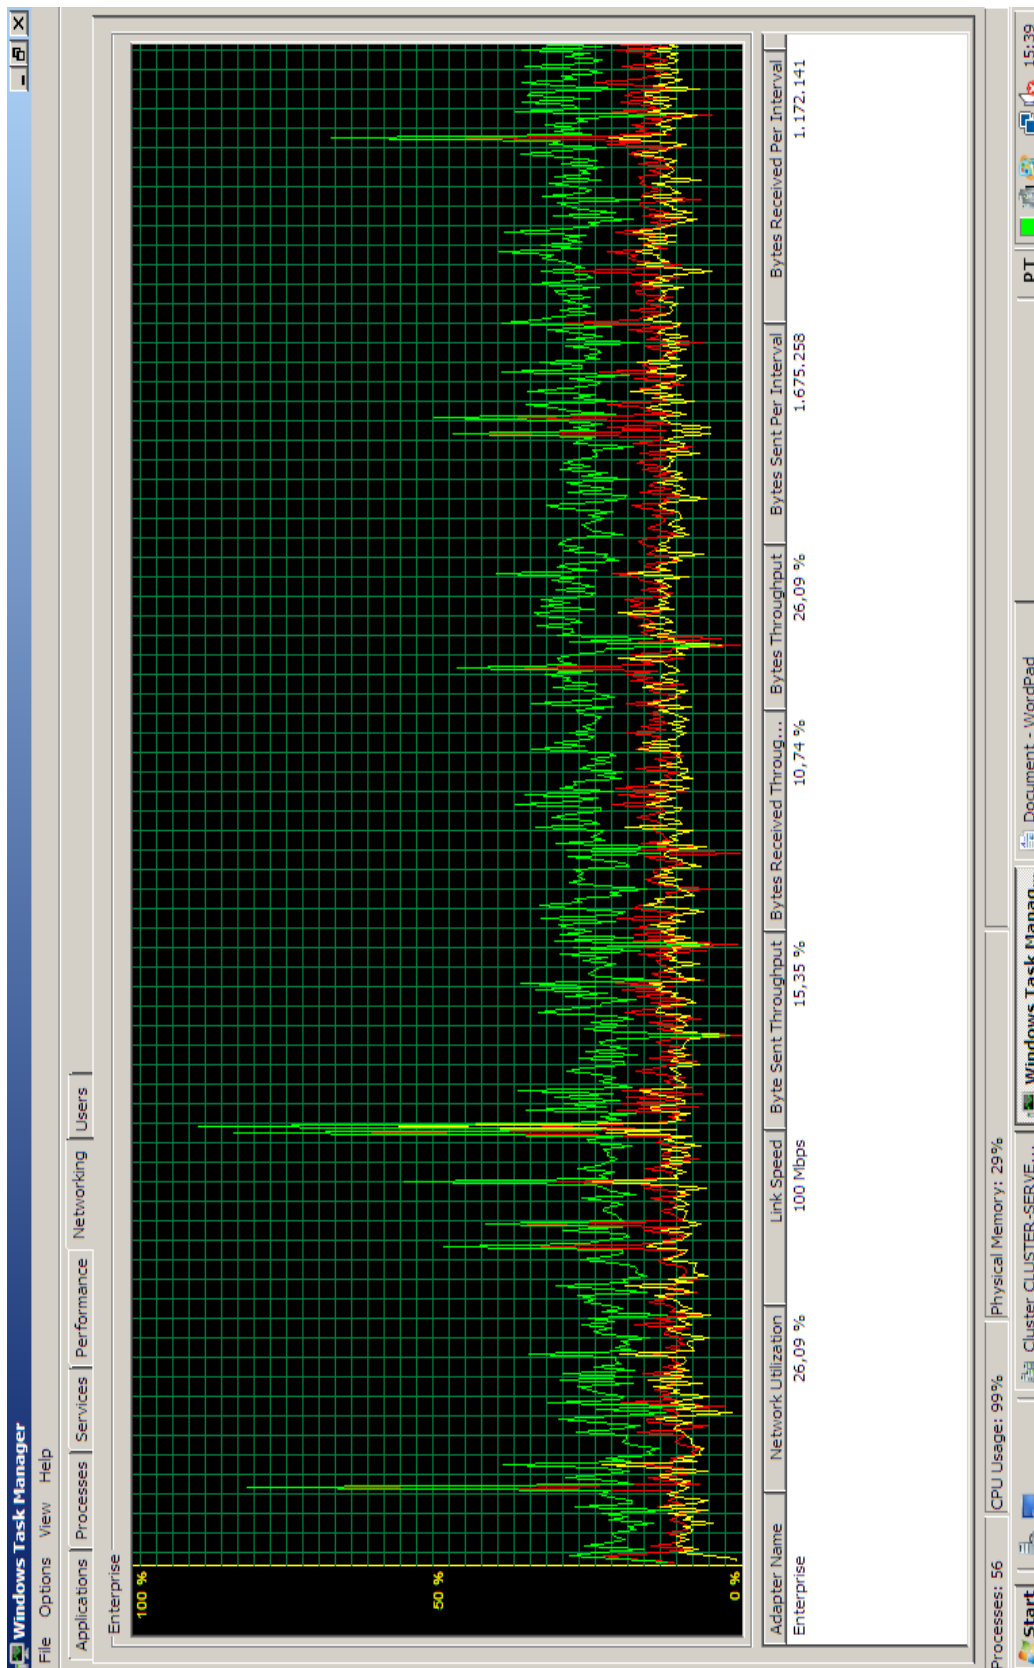 Windows Task Manager
File Options View Help
Applications Processes Services Performance Networking Users
Enterprise
100 %
50 %
0 %
Adapter Name Network Utilization Link Speed Byte Sent Throughput Bytes Received Throug... Bytes Throughput Bytes Sent Per Interval Bytes Received Per Interval
Enterprise 26,09 % 100 Mbps 15,35 % 10,74 % 26,09 % 1.675.258 1.172.141
Processes: 56 CPU Usage: 99% Physical Memory: 29%
Start Cluster CLUSTER-SERVE... Windows Task Manag... Document - WordPad PT 15:39